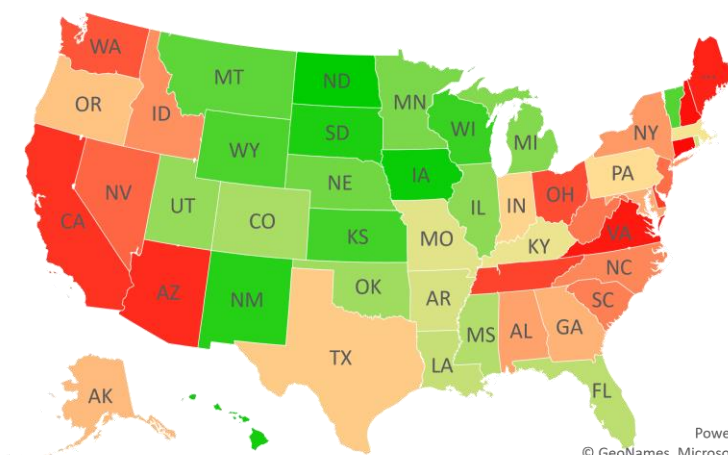 WA
MT
ND
MN
OR
ID
SD
WI
MI
NY
WY
IA
PA
NE
NV
UT
CO
IL
IN
OH
CA
KS
MO
KY
VA
NC
AZ
NM
OK
AR
SC
MS
AL
GA
TX
LA
AK
FL
Powe
© GeoNames, Microso